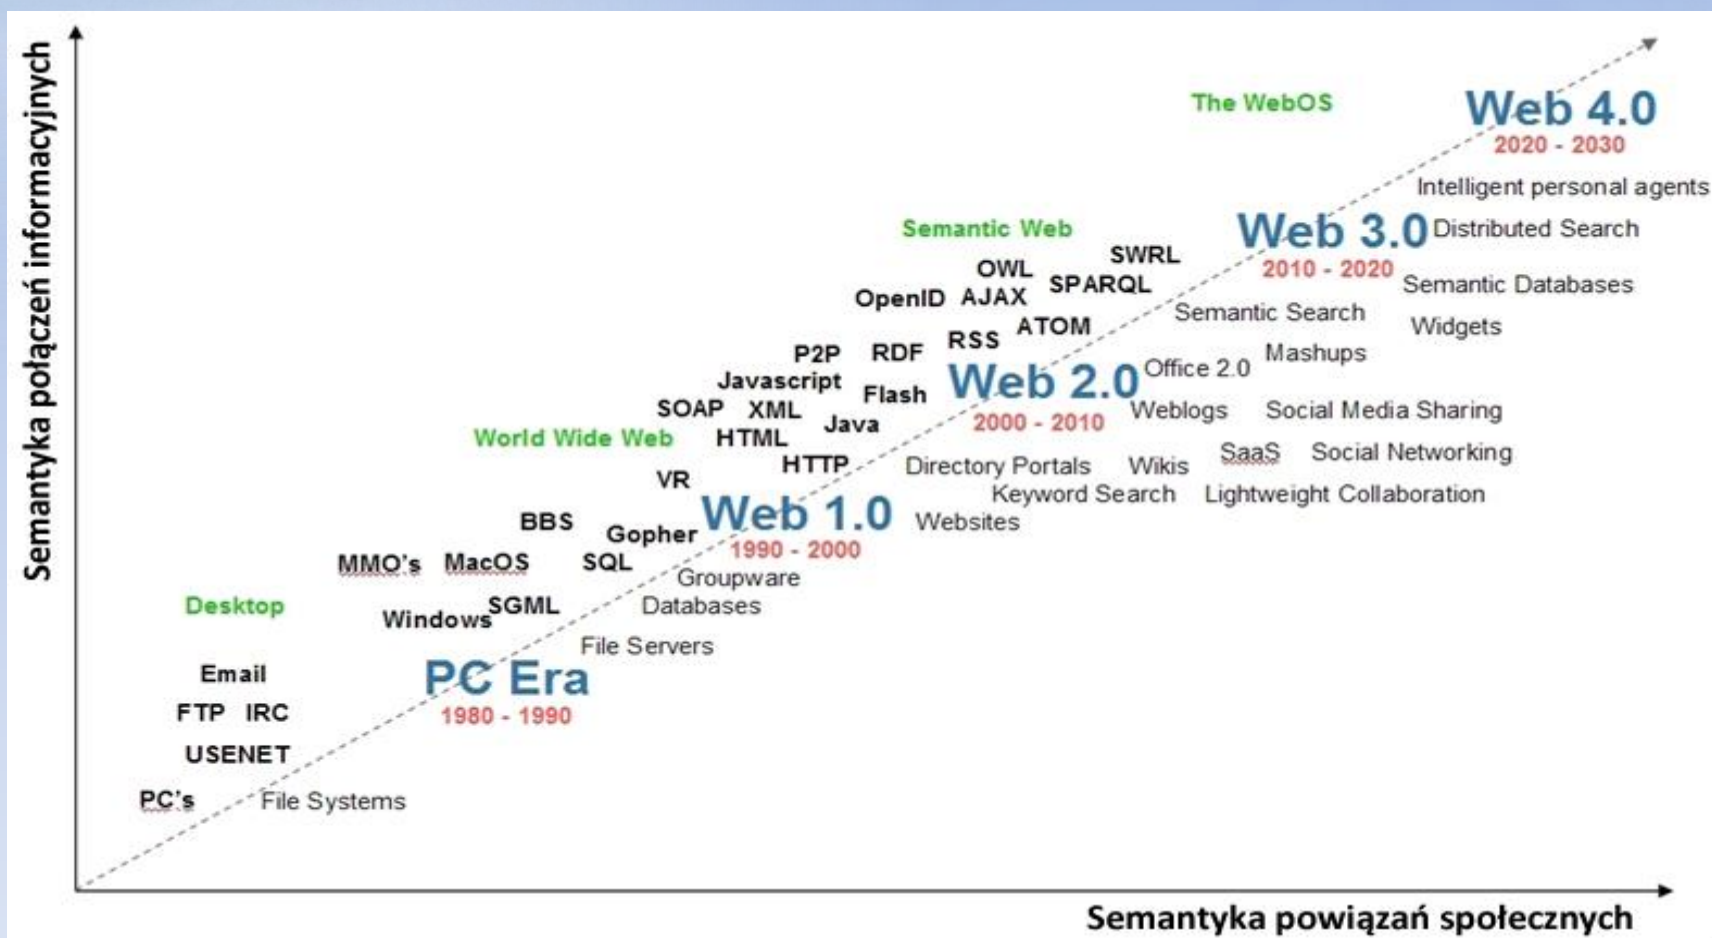 Semantyka połączeń informacyjnych
The WebOS
Web 4.0
2020 - 2030
Intelligent personal agents
Semantic Web
Web 3.0
Distributed Search
SWRL
2010 - 2020
OWL
SPARQL
Semantic Databases
OpenID
AJAX
Semantic Search
ATOM
Widgets
RSS
P2P
RDF
Mashups
Javascript
Web 2.0
Office 2.0
Flash
SOAP
XML
Weblogs
Social Media Sharing
Java
2000 - 2010
World Wide Web
HTML
SaaS
Social Networking
HTTP
Directory Portals
Wikis
VR
Keyword Search
Lightweight Collaboration
Web 1.0
Websites
BBS
Gopher
1990 - 2000
MMO's
MacOS
SQL
Groupware
Desktop
SGML
Databases
Windows
File Servers
Email
PC Era
1980 - 1990
FTP
IRC
USENET
PC's
File Systems
Semantyka powiązań społecznych